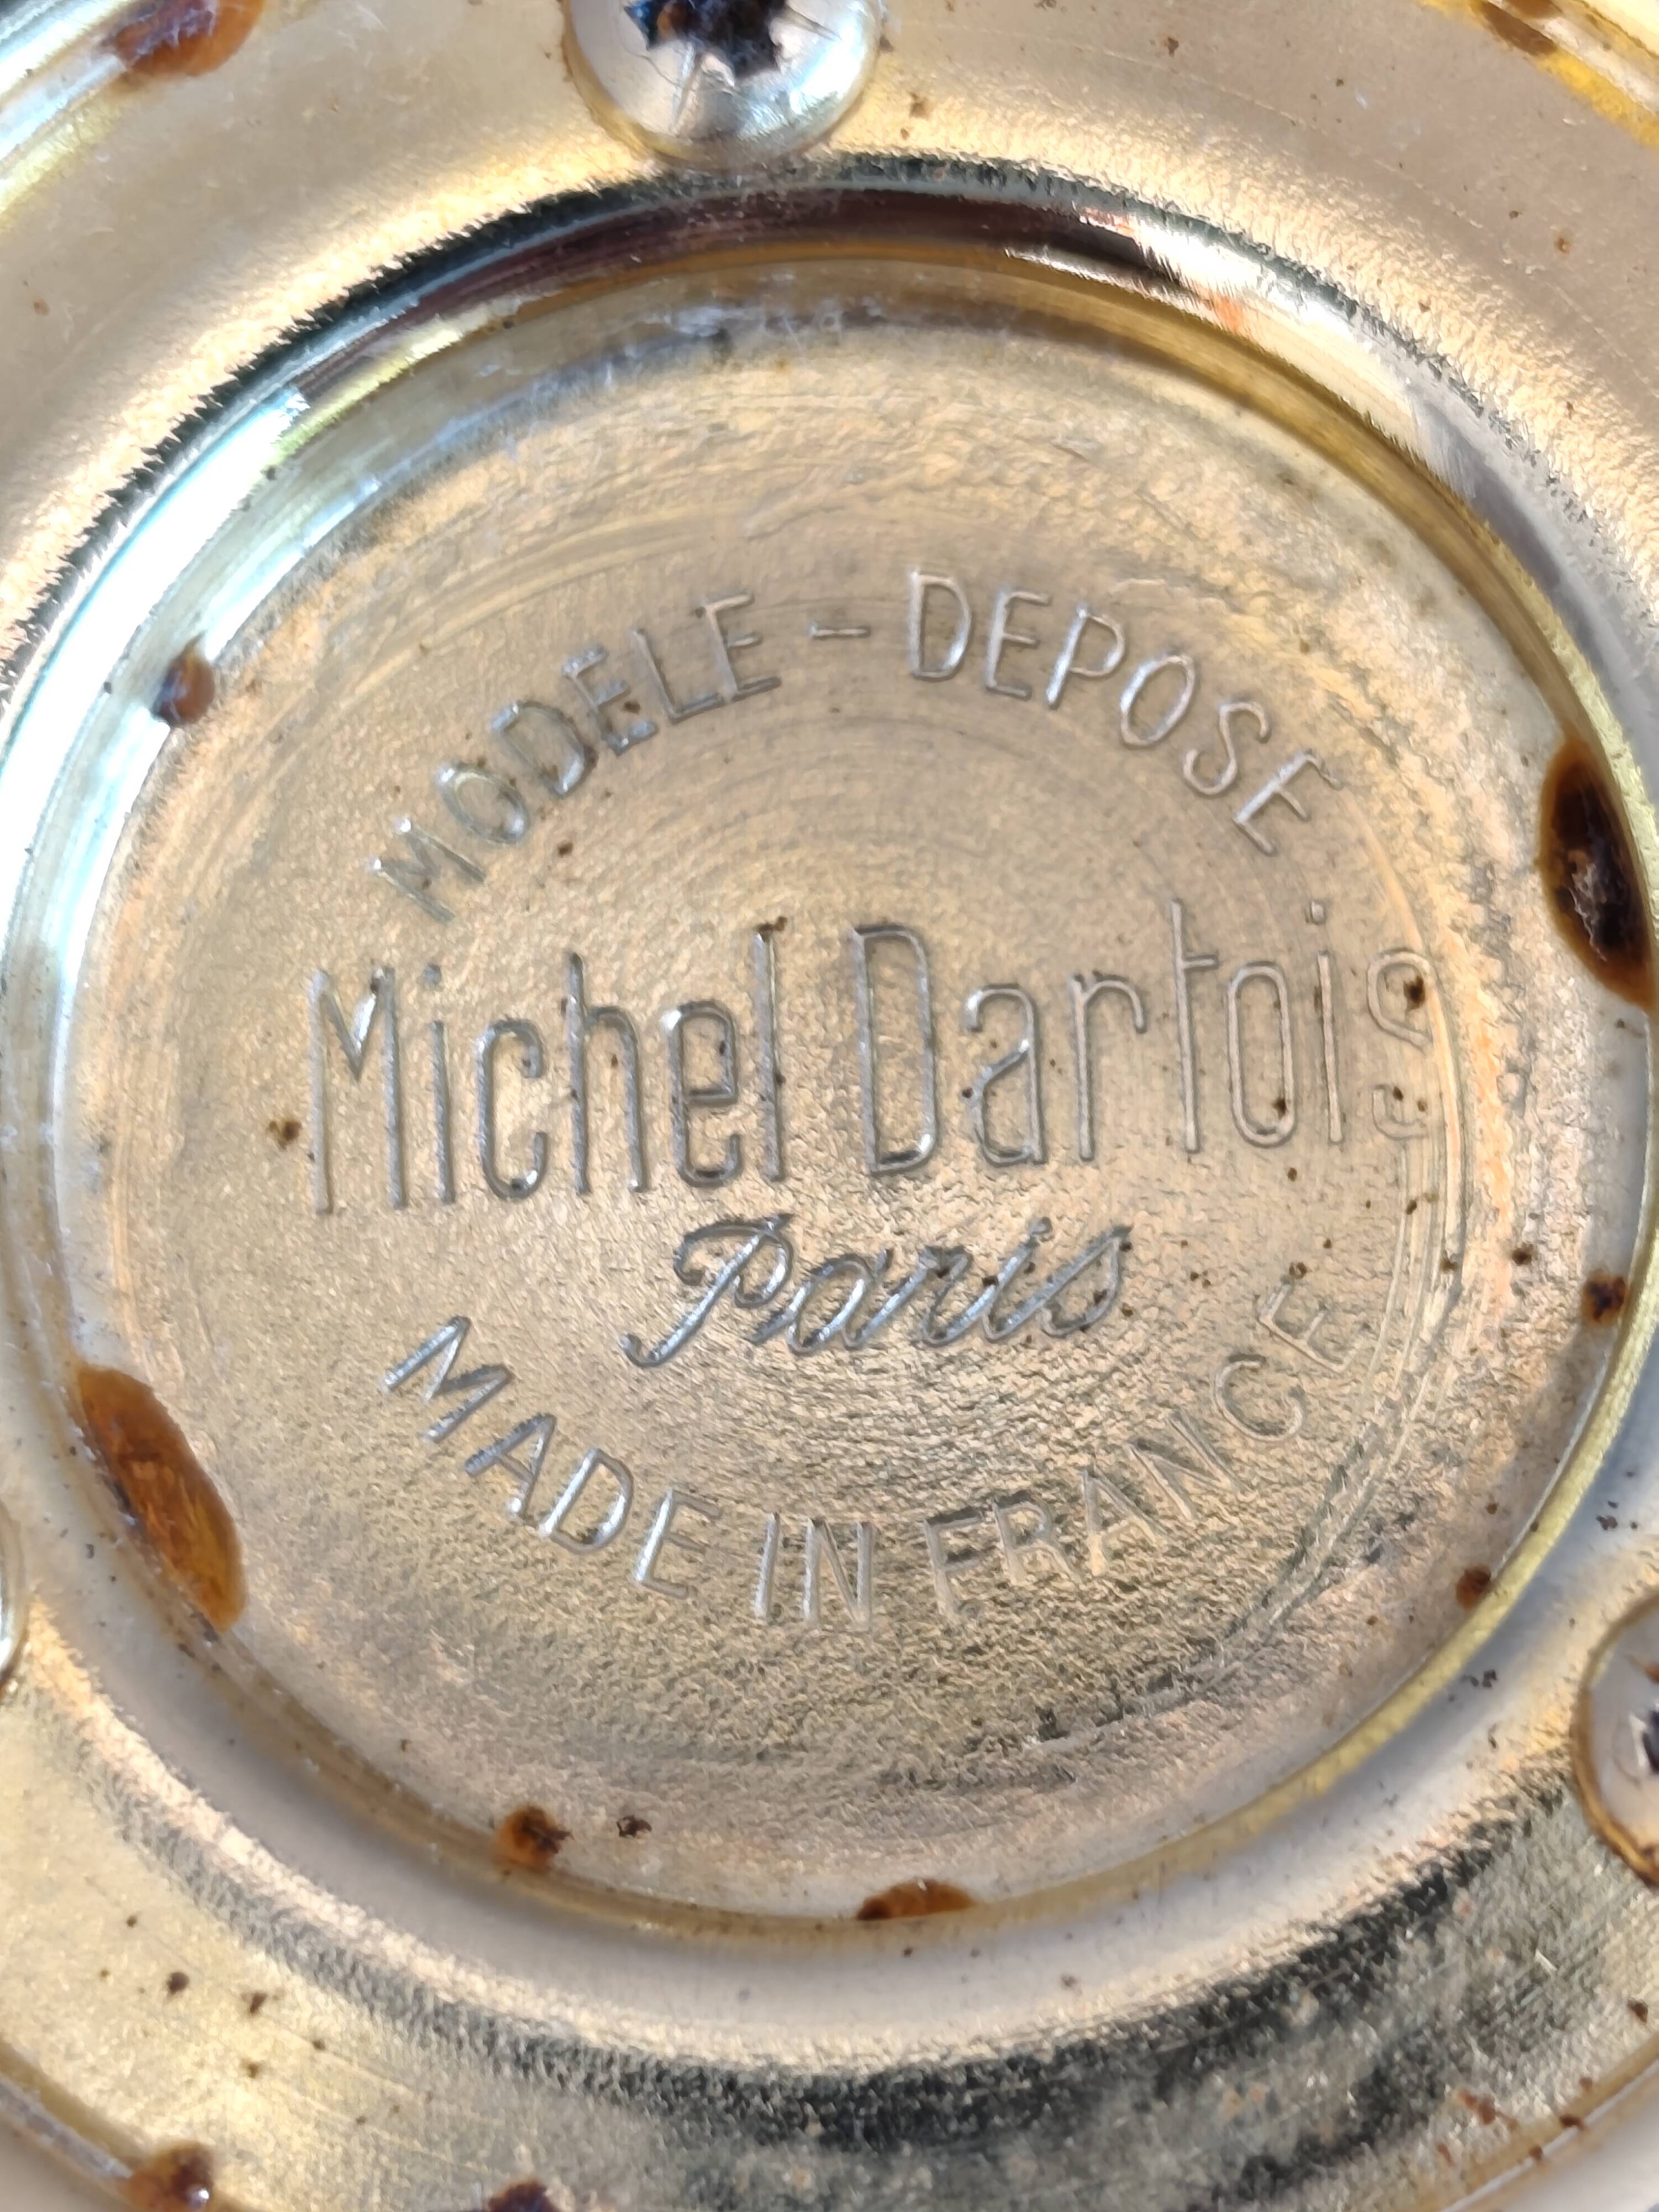 MODELE - DEPOSE
Michel Dartois
Paris
MADE IN FRANCE